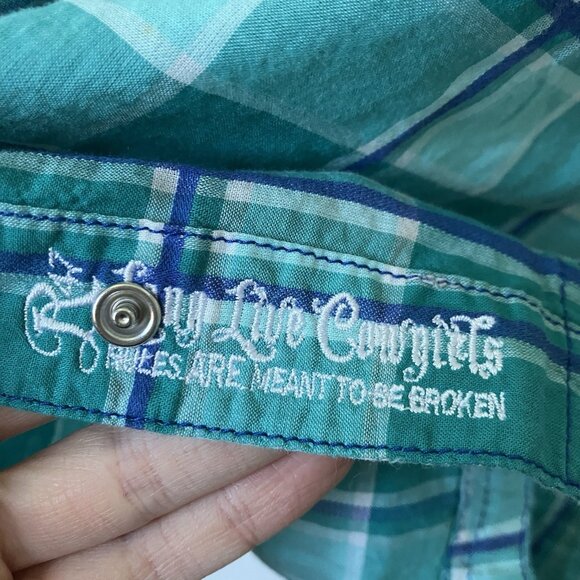 Long Live Cowgirls
RULES ARE MEANT TO BE BROKEN